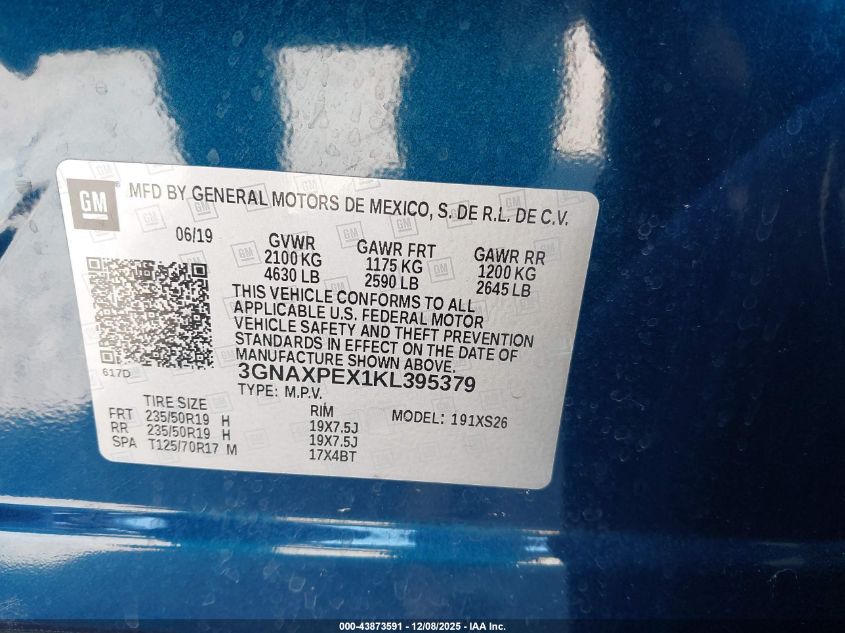 GM
MFD BY GENERAL MOTORS DE MEXICO, S. DE R.L. DE C.V.
06/19
GVWR
2100 KG
4630 LB
GAWR FRT
1175 KG
2590 LB
GAWR RR
1200 KG
2645 LB
THIS VEHICLE CONFORMS TO ALL
APPLICABLE U.S. FEDERAL MOTOR
VEHICLE SAFETY AND THEFT PREVENTION
STANDARDS IN EFFECT ON THE DATE OF
MANUFACTURE SHOWN ABOVE.
617D
3GNAXPEX1KL395379
TYPE: M.P.V.
MODEL: 191XS26
TIRE SIZE RIM
FRT 235/50R19 H 19X7.5J
RR 235/50R19 H 19X7.5J
SPA T125/70R17 M 17X4BT
000-43873591 - 12/08/2025 - IAA Inc.